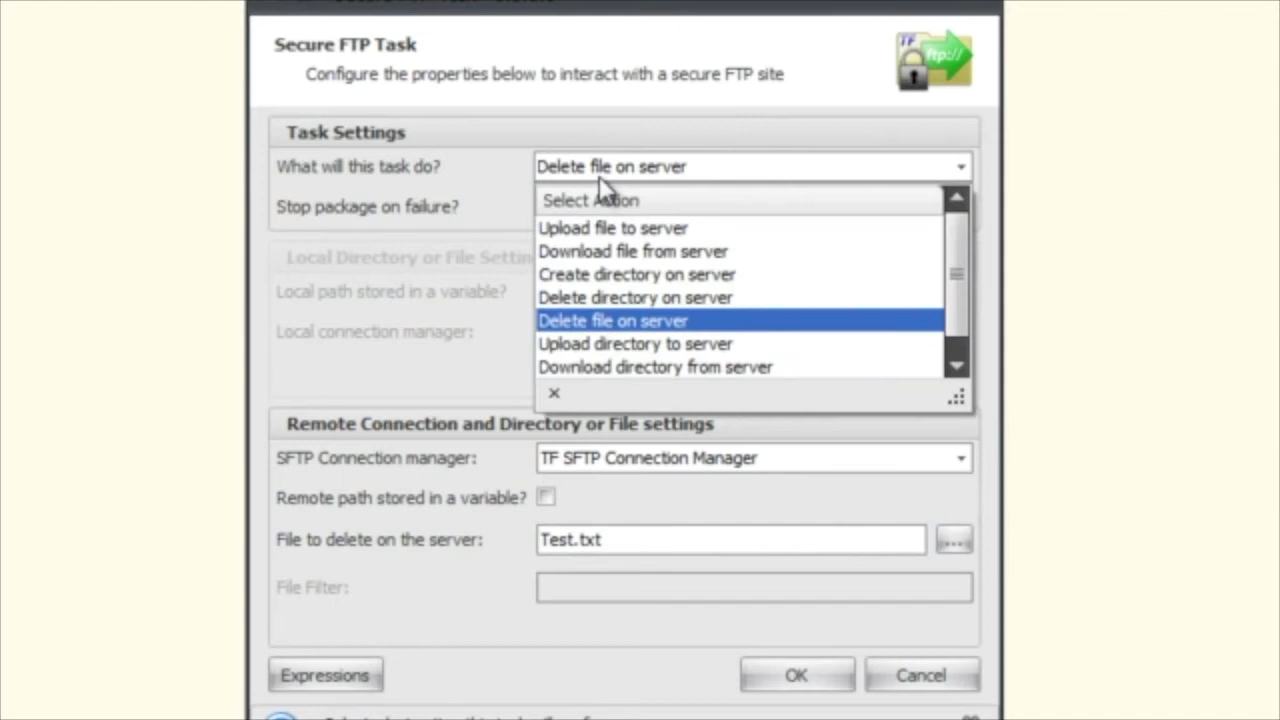 Secure FTP Task
Configure the properties below to interact with a secure FTP site
TF
ftp://
Task Settings
What will this task do?
Delete file on server
Stop package on failure?
Select Action
Upload file to server
Download file from server
Create directory on server
Delete directory on server
Delete file on server
Upload directory to server
Download directory from server
Local Directory or File Settin
Local path stored in a variable?
Local connection manager:
Remote Connection and Directory or File settings
SFTP Connection manager:
TF SFTP Connection Manager
Remote path stored in a variable?
File to delete on the server:
Test.txt
...
File Filter:
Expressions
OK
Cancel